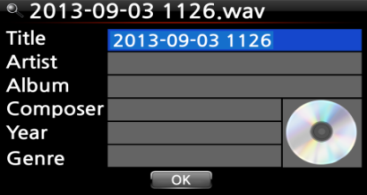 2013-09-03 1126.wav
Title 2013-09-03 1126
Artist
Album
Composer
Year
Genre
OK